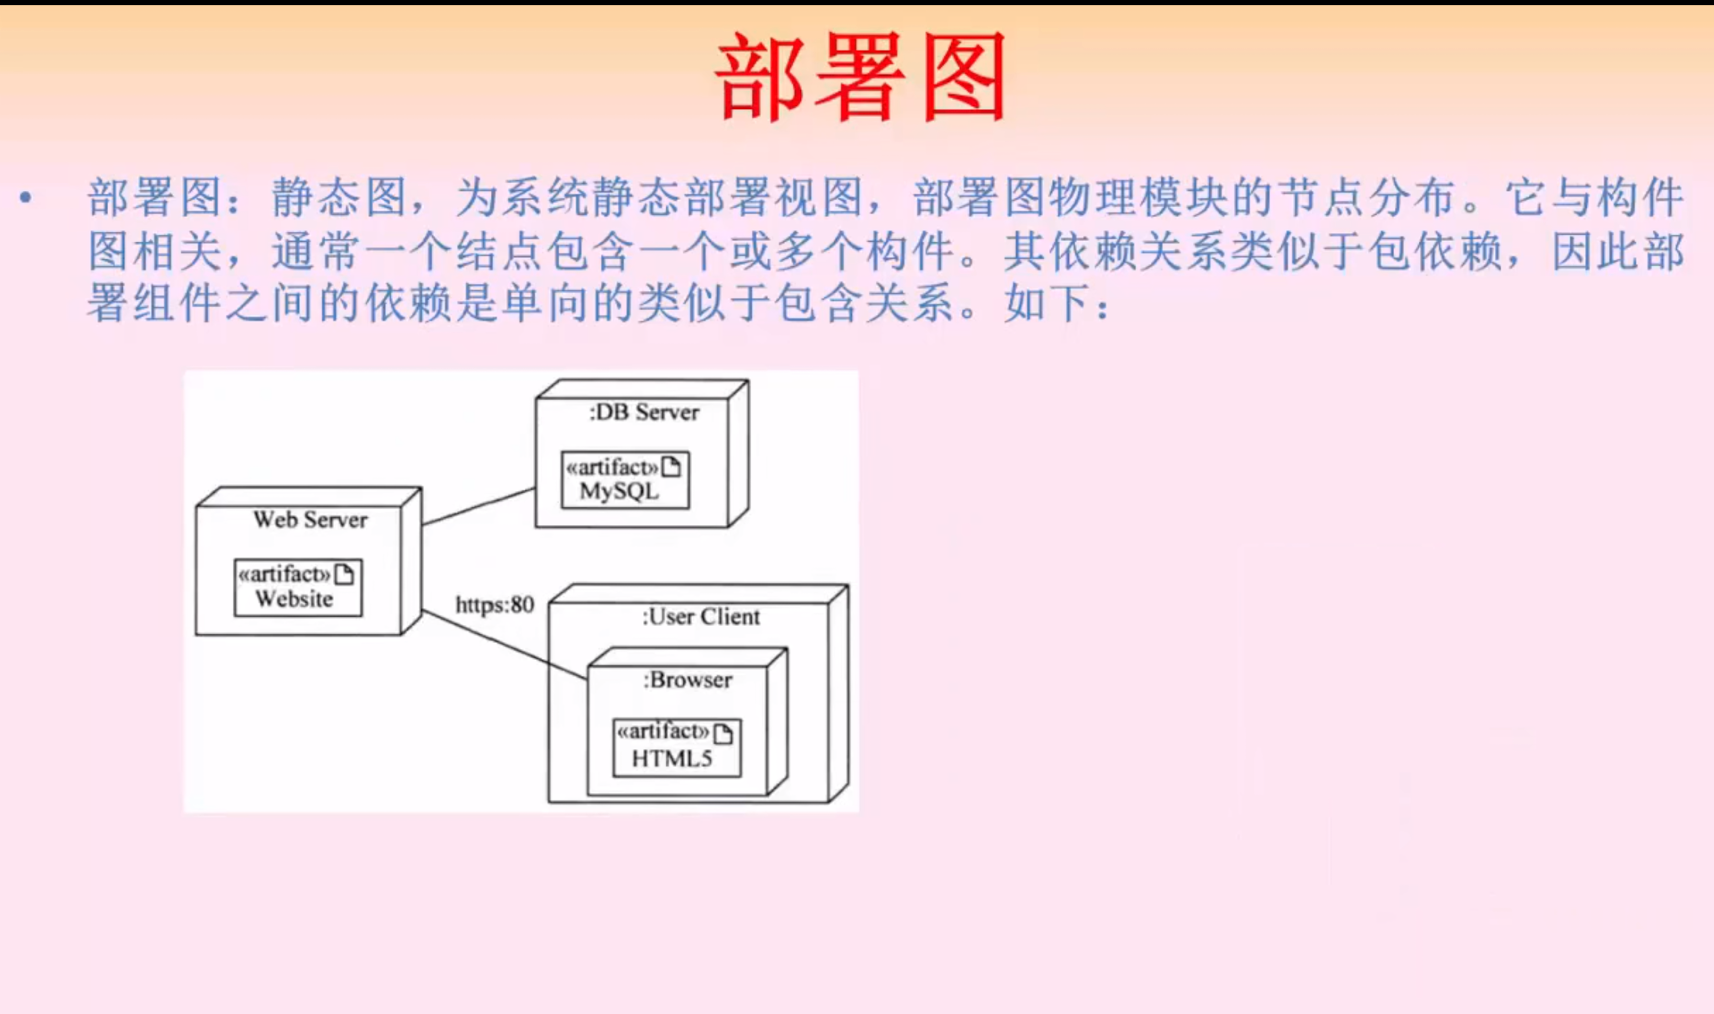 部署图
• 部署图：静态图，为系统静态部署视图，部署图物理模块的节点分布。它与构件
图相关，通常一个结点包含一个或多个构件。其依赖关系类似于包依赖，因此部
署组件之间的依赖是单向的类似于包含关系。如下：
:DB Server
«artifact»
MySQL
Web Server
«artifact»
Website
https:80
:User Client
:Browser
«artifact»
HTML5